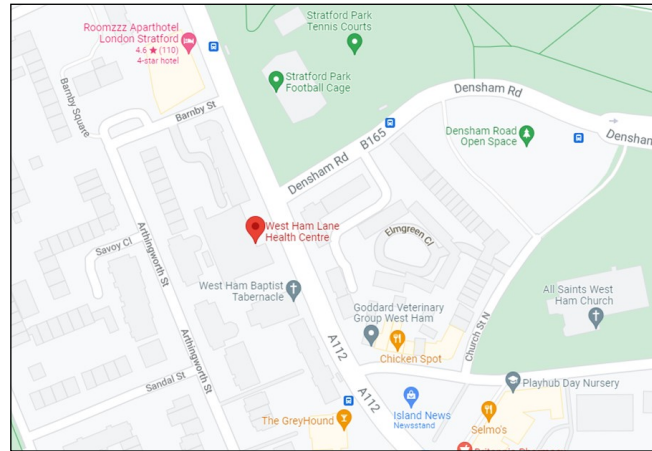 Roomzzz Aparthotel
London Stratford
4.6 ★ (110)
4-star hotel
Stratford Park
Tennis Courts
Stratford Park
Football Cage
Barnby Square
Barnby St
Densham Rd
Densham Road
Open Space
Densham
B165
Densham Rd
Arthingworth St
Savoy Cl
West Ham Lane
Health Centre
Elmgreen Cl
West Ham Baptist
Tabernacle
All Saints West
Ham Church
Goddard Veterinary
Group West Ham
Church St N
Chicken Spot
A112
Arthingworth St
Sandal St
A112
Playhub Day Nursery
Island News
Newsstand
The GreyHound
Selmo's